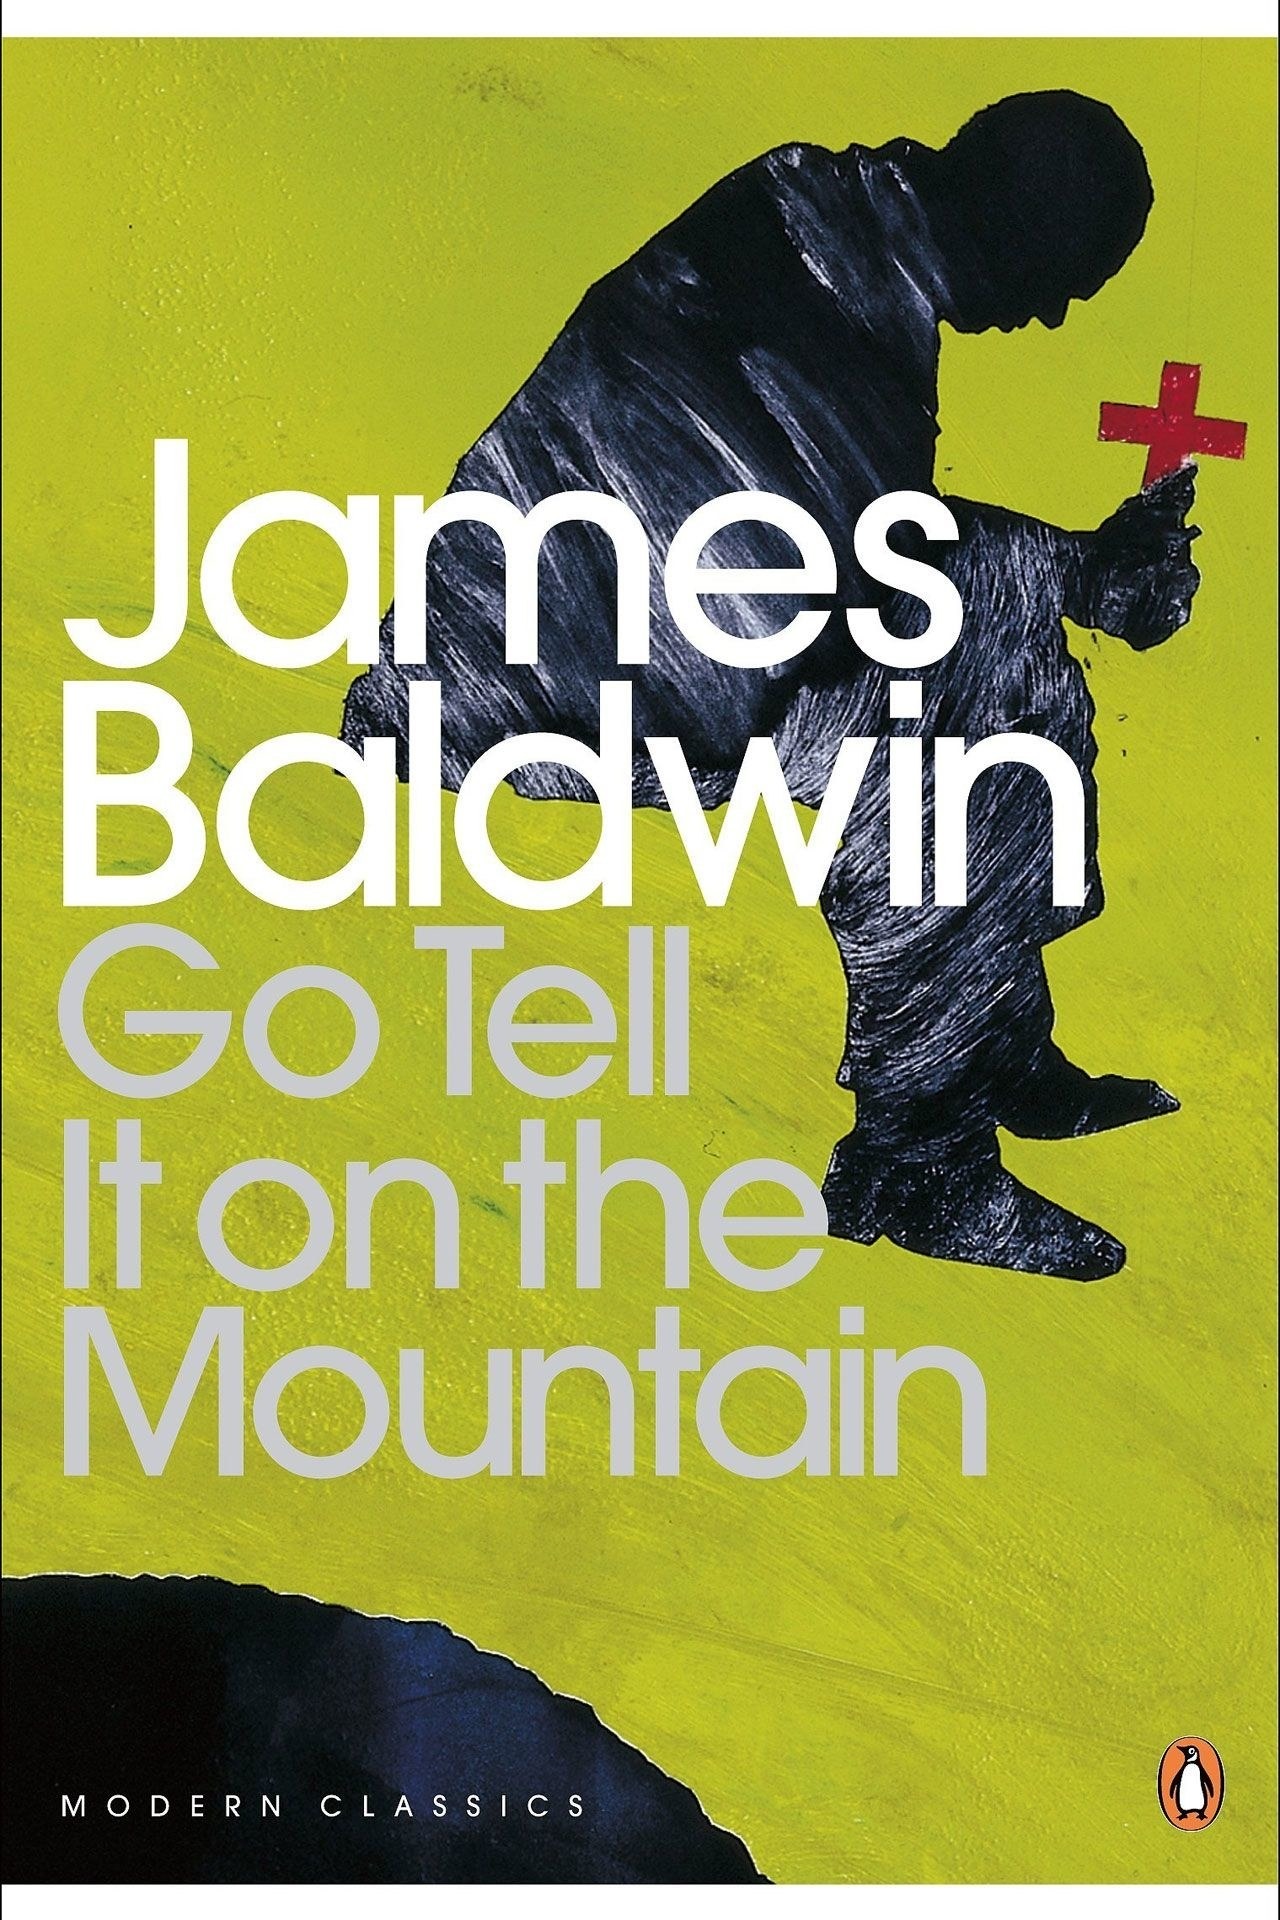 James
Baldwin
Go Tell
It on the
Mountain
MODERN CLASSICS